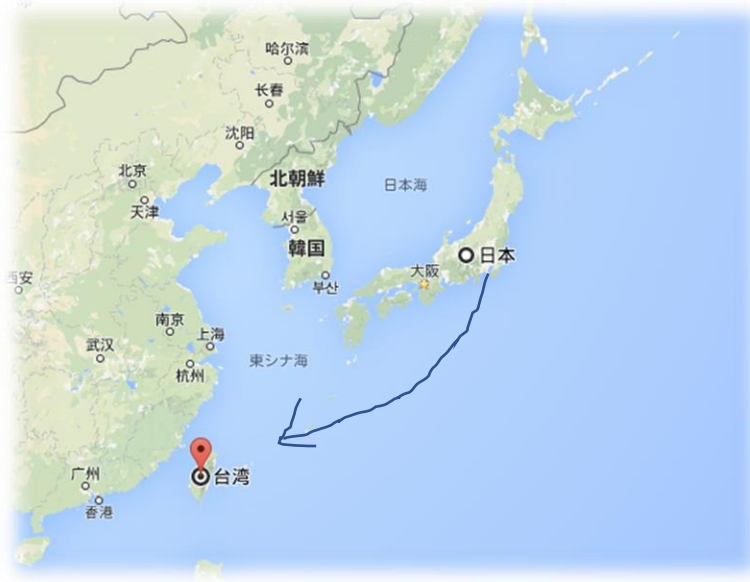 哈尔滨
长春
沈阳
北京
北朝鮮
日本海
天津
서울
韓国
日本
大阪
부산
西安
南京
上海
武汉
東シナ海
杭州
广州
台湾
香港